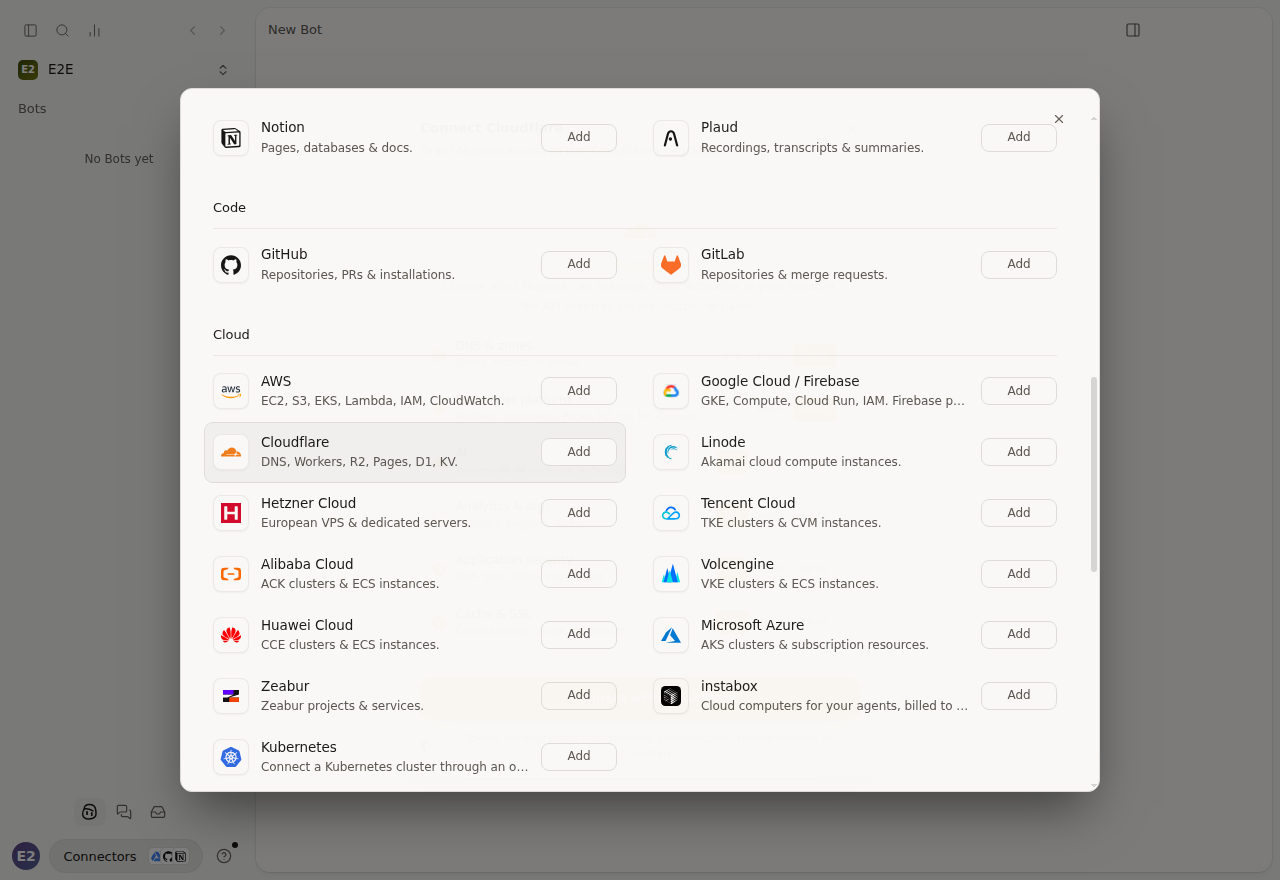 New Bot
E2 E2E
Bots
No Bots yet
Notion
Pages, databases & docs.
Add
Plaud
Recordings, transcripts & summaries.
Add
Code
GitHub
Repositories, PRs & installations.
Add
GitLab
Repositories & merge requests.
Add
Cloud
aws
AWS
EC2, S3, EKS, Lambda, IAM, CloudWatch.
Add
Google Cloud / Firebase
GKE, Compute, Cloud Run, IAM. Firebase p...
Add
Cloudflare
DNS, Workers, R2, Pages, D1, KV.
Add
Linode
Akamai cloud compute instances.
Add
Hetzner Cloud
European VPS & dedicated servers.
Add
Tencent Cloud
TKE clusters & CVM instances.
Add
Alibaba Cloud
ACK clusters & ECS instances.
Add
Volcengine
VKE clusters & ECS instances.
Add
Huawei Cloud
CCE clusters & ECS instances.
Add
Microsoft Azure
AKS clusters & subscription resources.
Add
Zeabur
Zeabur projects & services.
Add
instabox
Cloud computers for your agents, billed to ...
Add
Kubernetes
Connect a Kubernetes cluster through an o...
Add
E2 Connectors